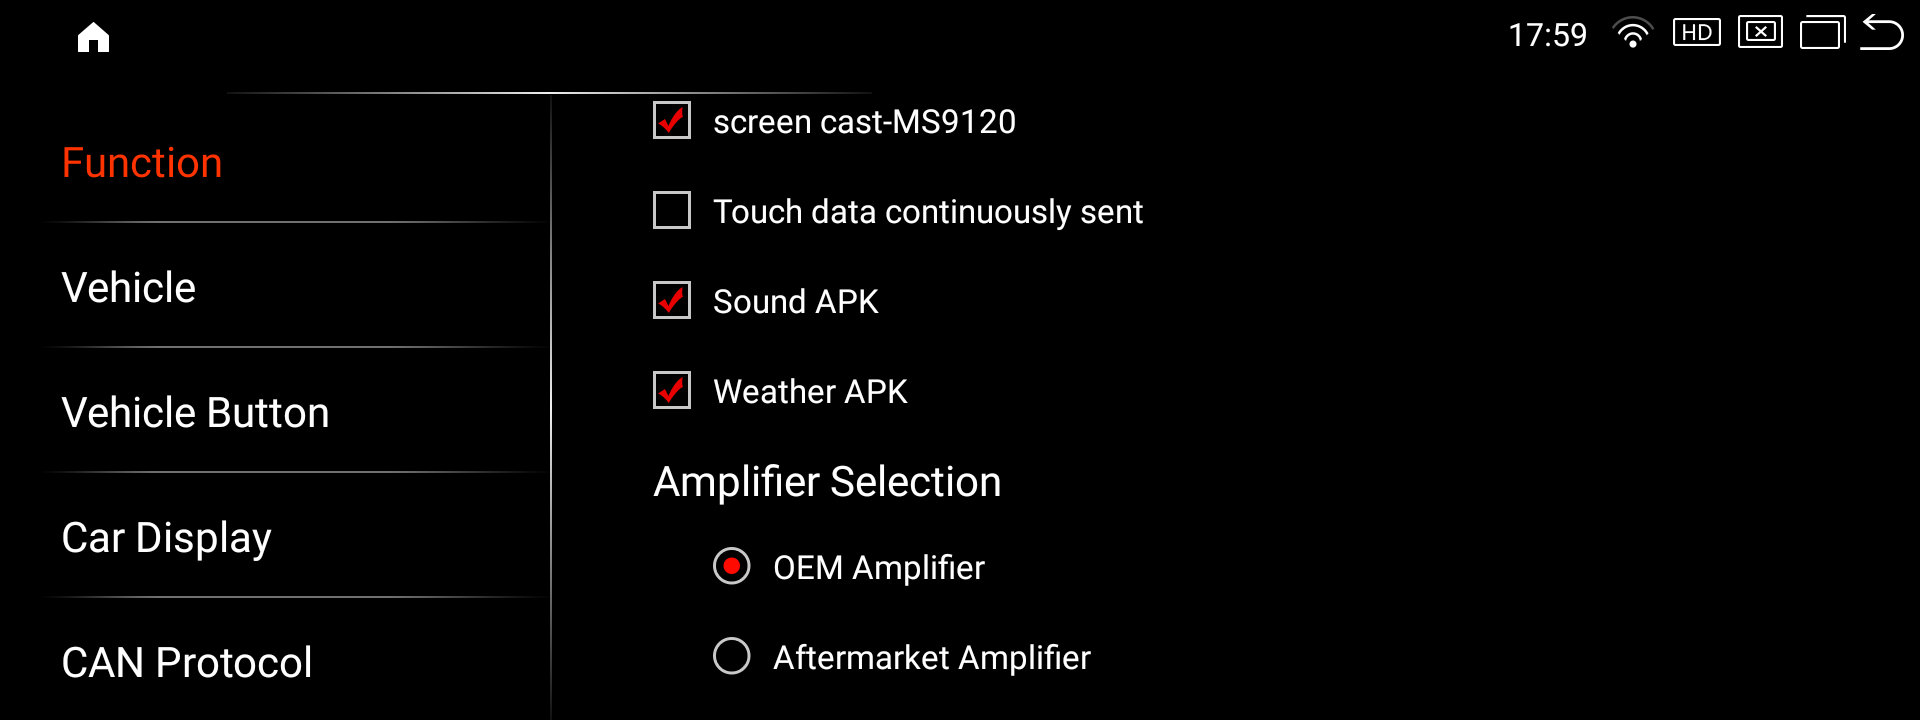 17:59
HD
Function
Vehicle
Vehicle Button
Car Display
CAN Protocol
screen cast-MS9120
Touch data continuously sent
Sound APK
Weather APK
Amplifier Selection
OEM Amplifier
Aftermarket Amplifier